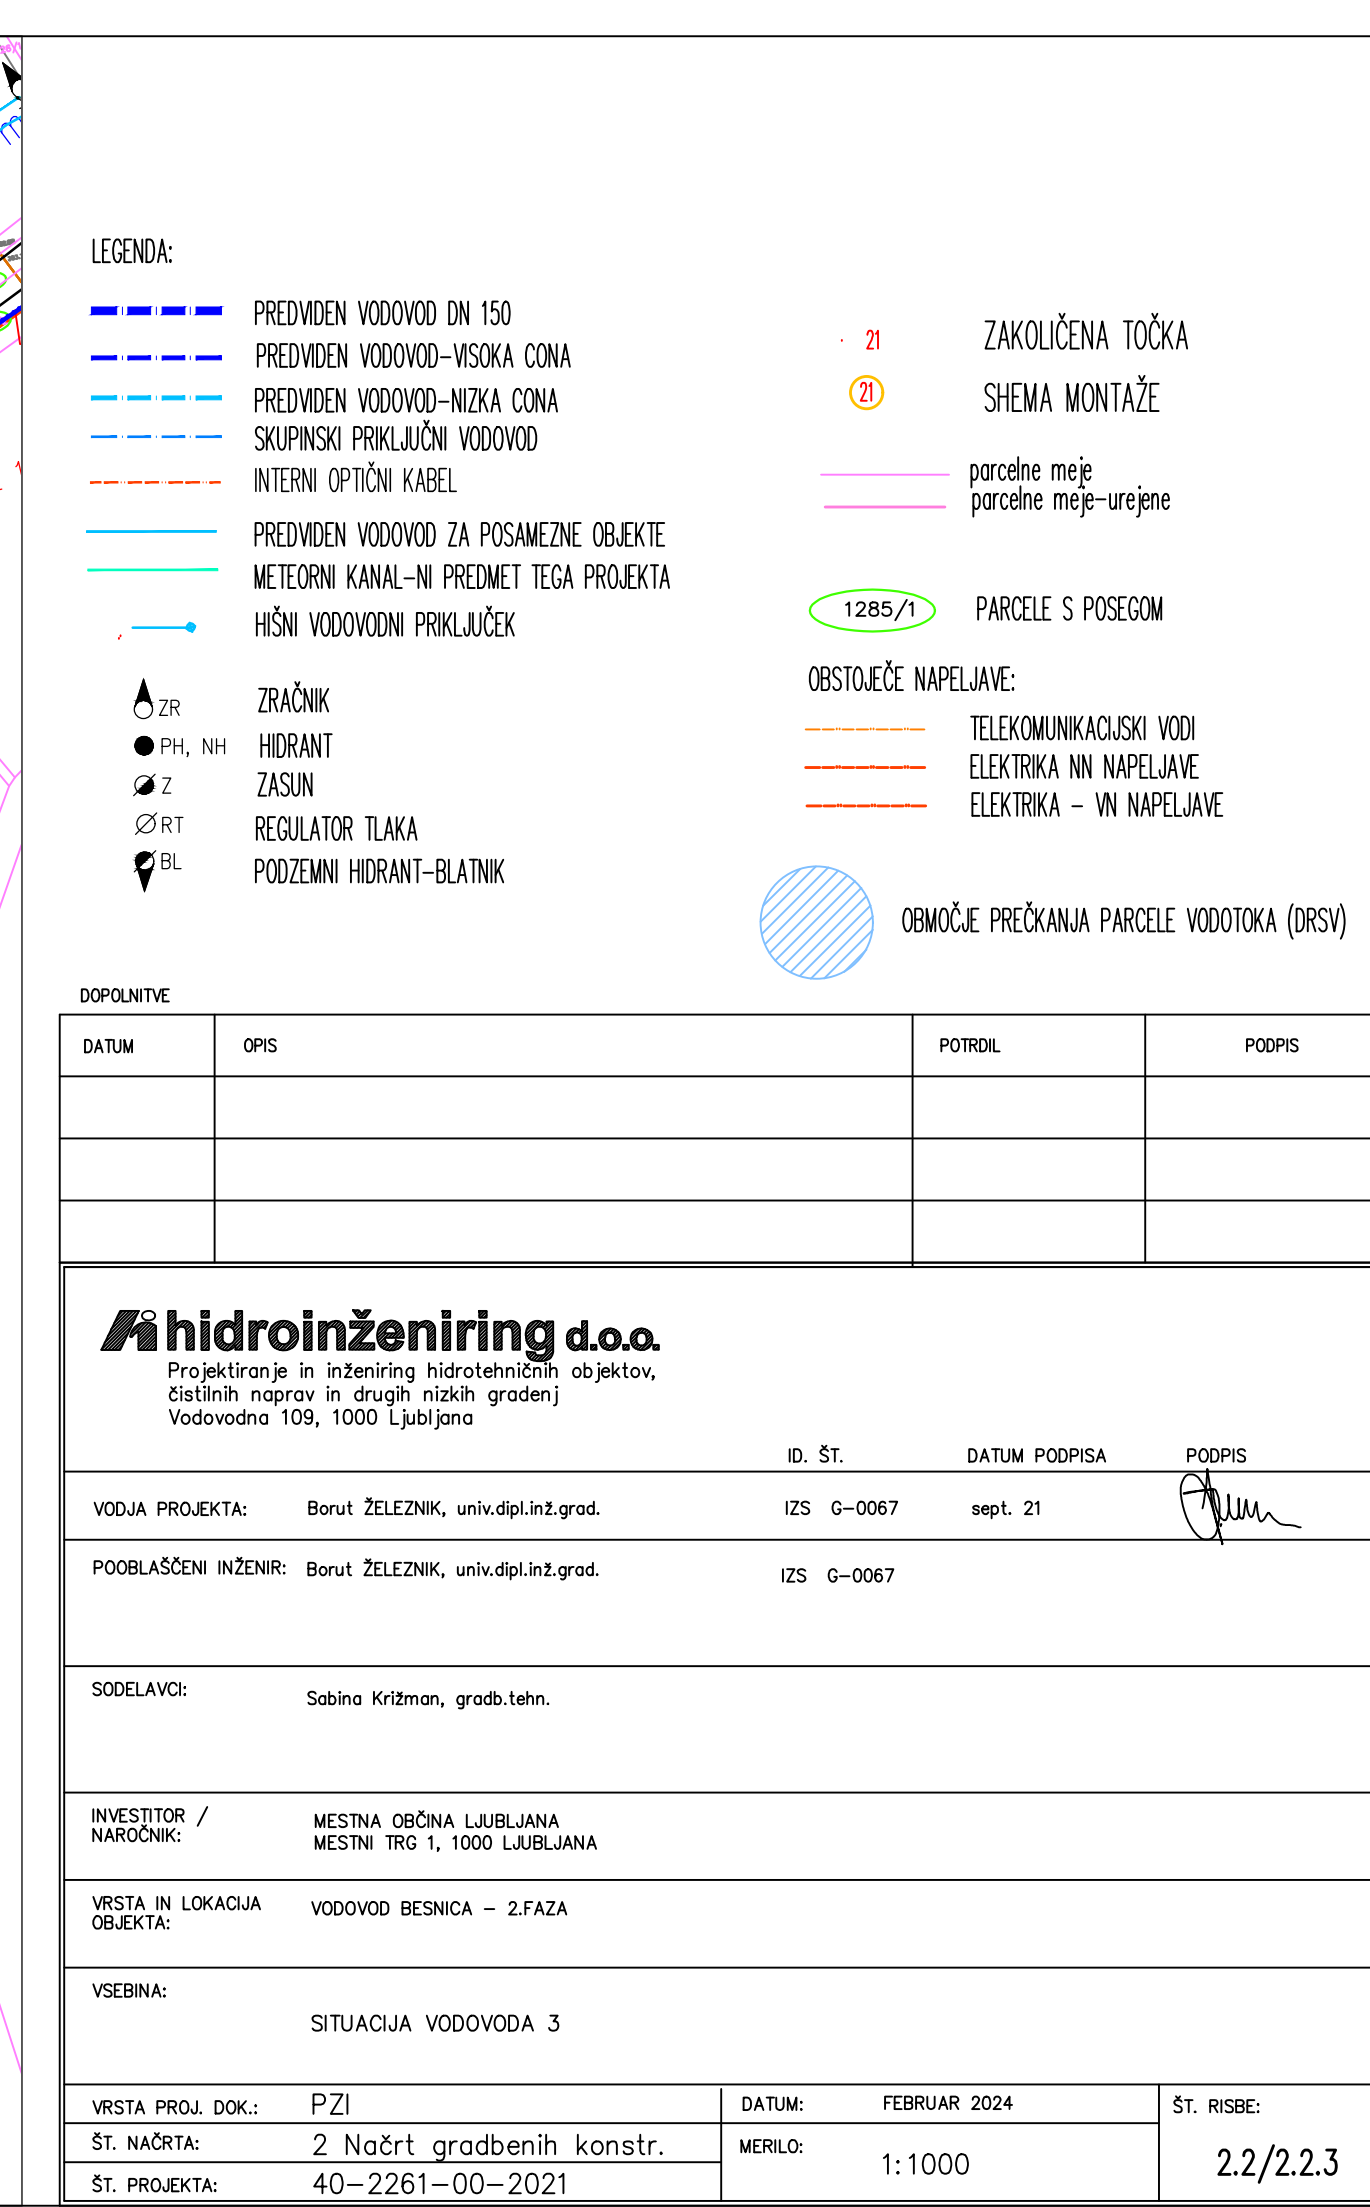 LEGENDA:
PREDVIDEN VODOVOD DN 150
PREDVIDEN VODOVOD-VISOKA CONA
PREDVIDEN VODOVOD-NIZKA CONA
SKUPINSKI PRIKLJUČNI VODOVOD
INTERNI OPTIČNI KABEL
PREDVIDEN VODOVOD ZA POSAMEZNE OBJEKTE
METEORNI KANAL-NI PREDMET TEGA PROJEKTA
HIŠNI VODOVODNI PRIKLJUČEK
ZR ZRAČNIK
PH, NH HIDRANT
Z ZASUN
RT REGULATOR TLAKA
BL PODZEMNI HIDRANT-BLATNIK
21 ZAKOLIČENA TOČKA
21 SHEMA MONTAŽE
parcelne meje
parcelne meje-urejene
1285/1 PARCELE S POSEGOM
OBSTOJEČE NAPELJAVE:
TELEKOMUNIKACIJSKI VODI
ELEKTRIKA NN NAPELJAVE
ELEKTRIKA - VN NAPELJAVE
OBMOČJE PREČKANJA PARCELE VODOTOKA (DRSV)
DOPOLNITVE
DATUM OPIS POTRDIL PODPIS
hidroinženiring d.o.o.
Projektiranje in inženiring hidrotehničnih objektov,
čistilnih naprav in drugih nizkih gradenj
Vodovodna 109, 1000 Ljubljana
ID. ŠT. DATUM PODPISA PODPIS
VODJA PROJEKTA: Borut ŽELEZNIK, univ.dipl.inž.grad. IZS G-0067 sept. 21
POOBLAŠČENI INŽENIR: Borut ŽELEZNIK, univ.dipl.inž.grad. IZS G-0067
SODELAVCI: Sabina Križman, gradb.tehn.
INVESTITOR /
NAROČNIK:
MESTNA OBČINA LJUBLJANA
MESTNI TRG 1, 1000 LJUBLJANA
VRSTA IN LOKACIJA
OBJEKTA:
VODOVOD BESNICA - 2.FAZA
VSEBINA:
SITUACIJA VODOVODA 3
VRSTA PROJ. DOK.: PZI
ŠT. NAČRTA: 2 Načrt gradbenih konstr.
ŠT. PROJEKTA: 40-2261-00-2021
DATUM: FEBRUAR 2024
MERILO: 1:1000
ŠT. RISBE:
2.2/2.2.3